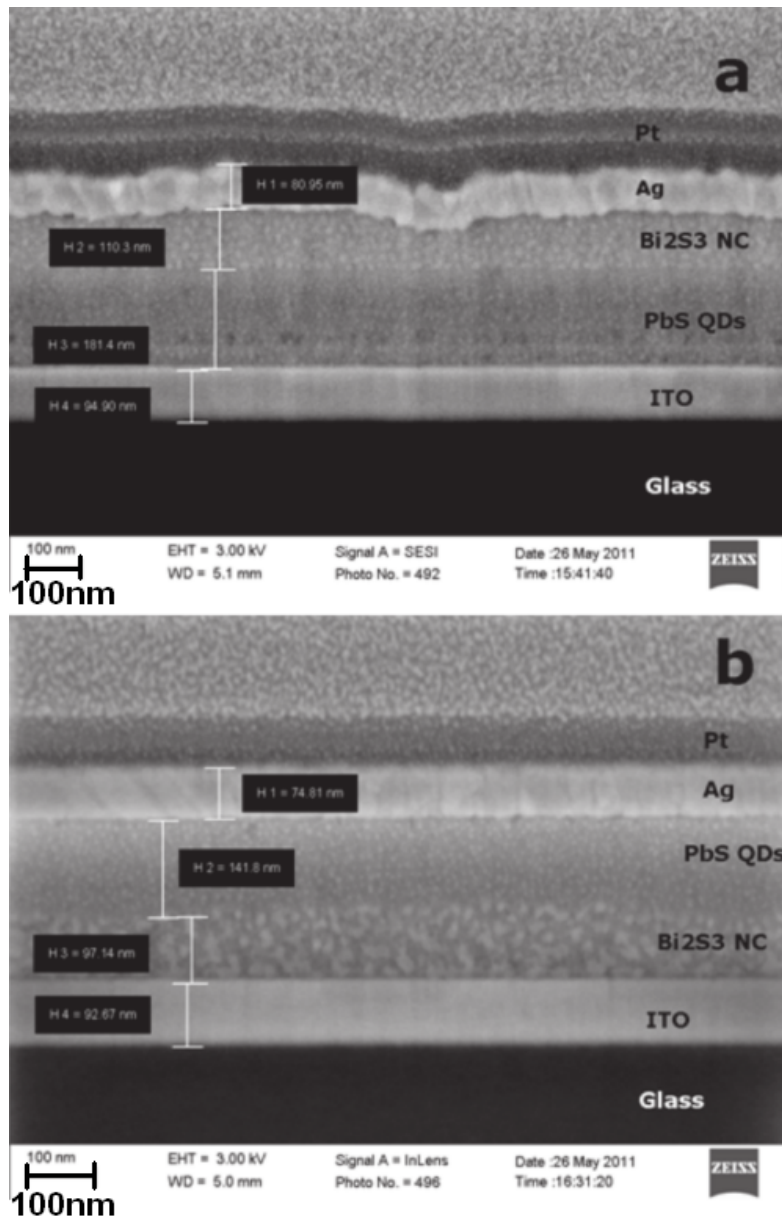 a
Pt
H 1 = 80.95 nm
Ag
H 2 = 110.3 nm
Bi2S3 NC
PbS QDs
H 3 = 181.4 nm
H 4 = 94.90 nm
ITO
Glass
100 nm
EHT = 3.00 kV
Signal A = SESI
Date :26 May 2011
ZEISS
100nm
WD = 5.1 mm
Photo No. = 492
Time :15:41:40
b
Pt
H 1 = 74.81 nm
Ag
PbS QDs
H 2 = 141.8 nm
Bi2S3 NC
H 3 = 97.14 nm
H 4 = 92.67 nm
ITO
Glass
100 nm
EHT = 3.00 kV
Signal A = InLens
Date :26 May 2011
ZEISS
100nm
WD = 5.0 mm
Photo No. = 496
Time :16:31:20